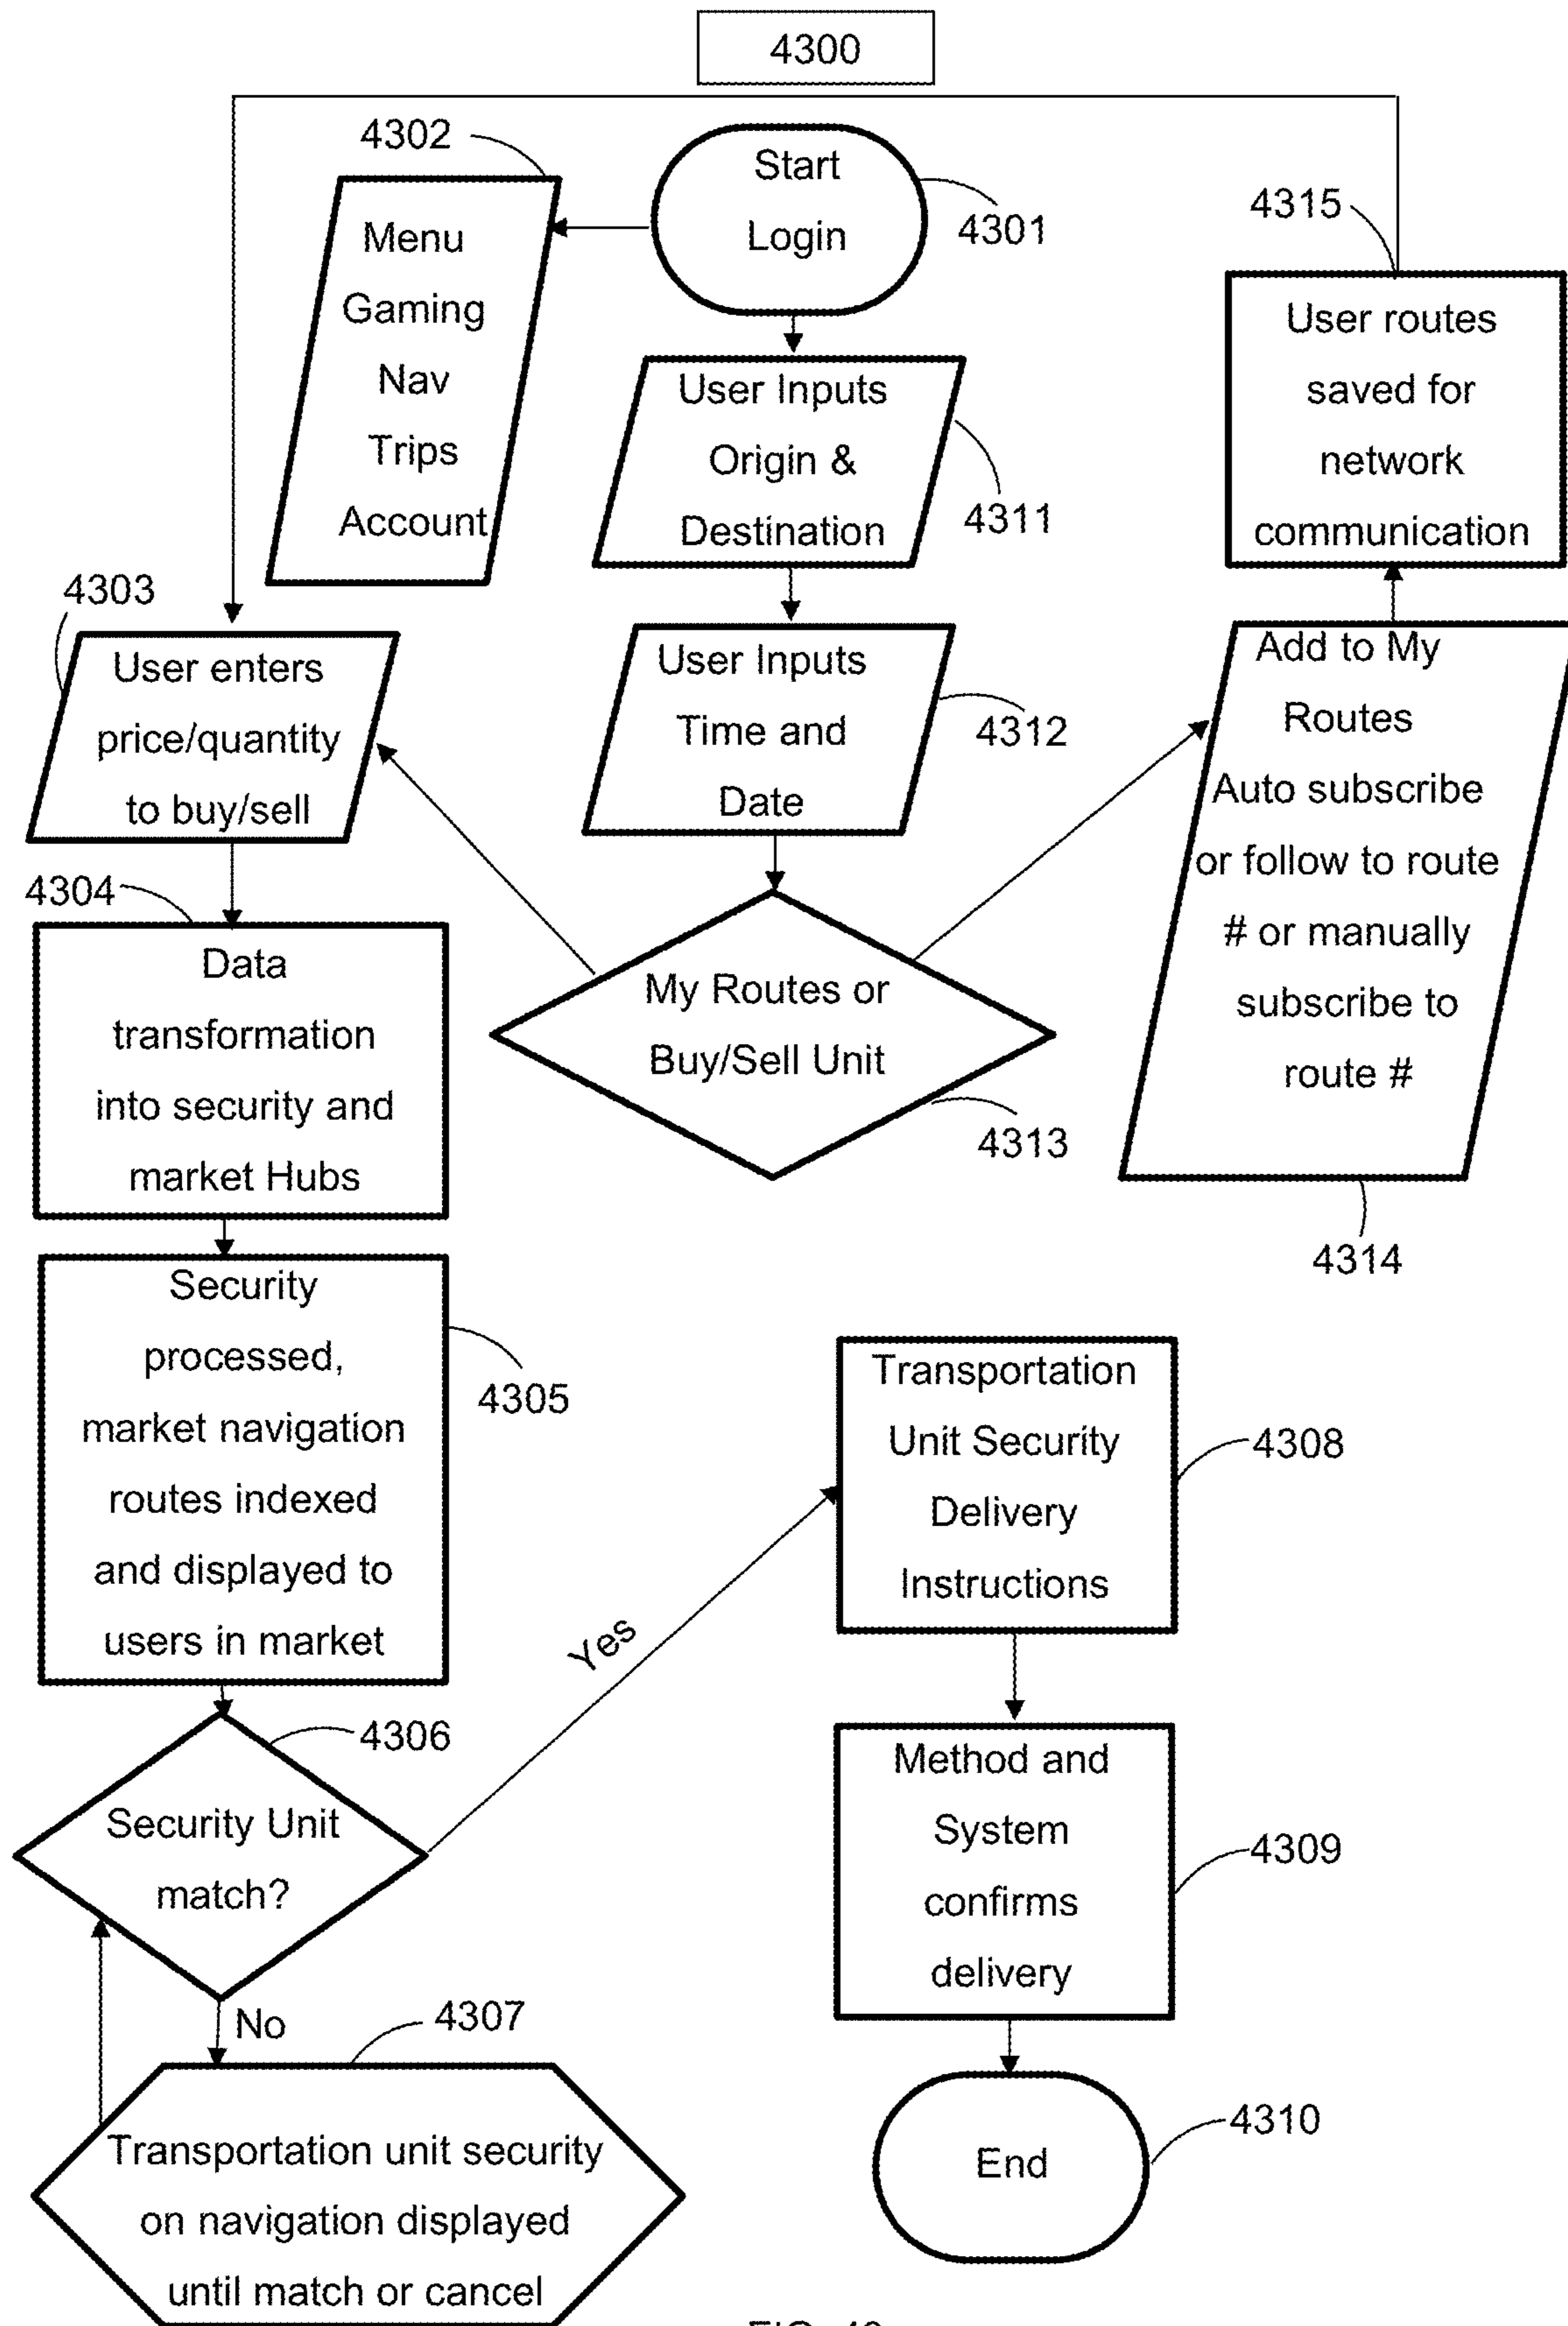 4300
4302
Start
Login
4301
Menu
Gaming
Nav
Trips
Account
User Inputs
Origin &
Destination
4311
4315
User routes
saved for
network
communication
4303
User enters
price/quantity
to buy/sell
User Inputs
Time and
Date
4312
Add to My
Routes
Auto subscribe
or follow to route
# or manually
subscribe to
route #
4314
4304
Data
transformation
into security and
market Hubs
My Routes or
Buy/Sell Unit
4313
Security
processed,
market navigation
routes indexed
and displayed to
users in market
4305
Transportation
Unit Security
Delivery
Instructions
4308
Yes
4306
Security Unit
match?
Method and
System
confirms
delivery
4309
No
4307
Transportation unit security
on navigation displayed
until match or cancel
End
4310